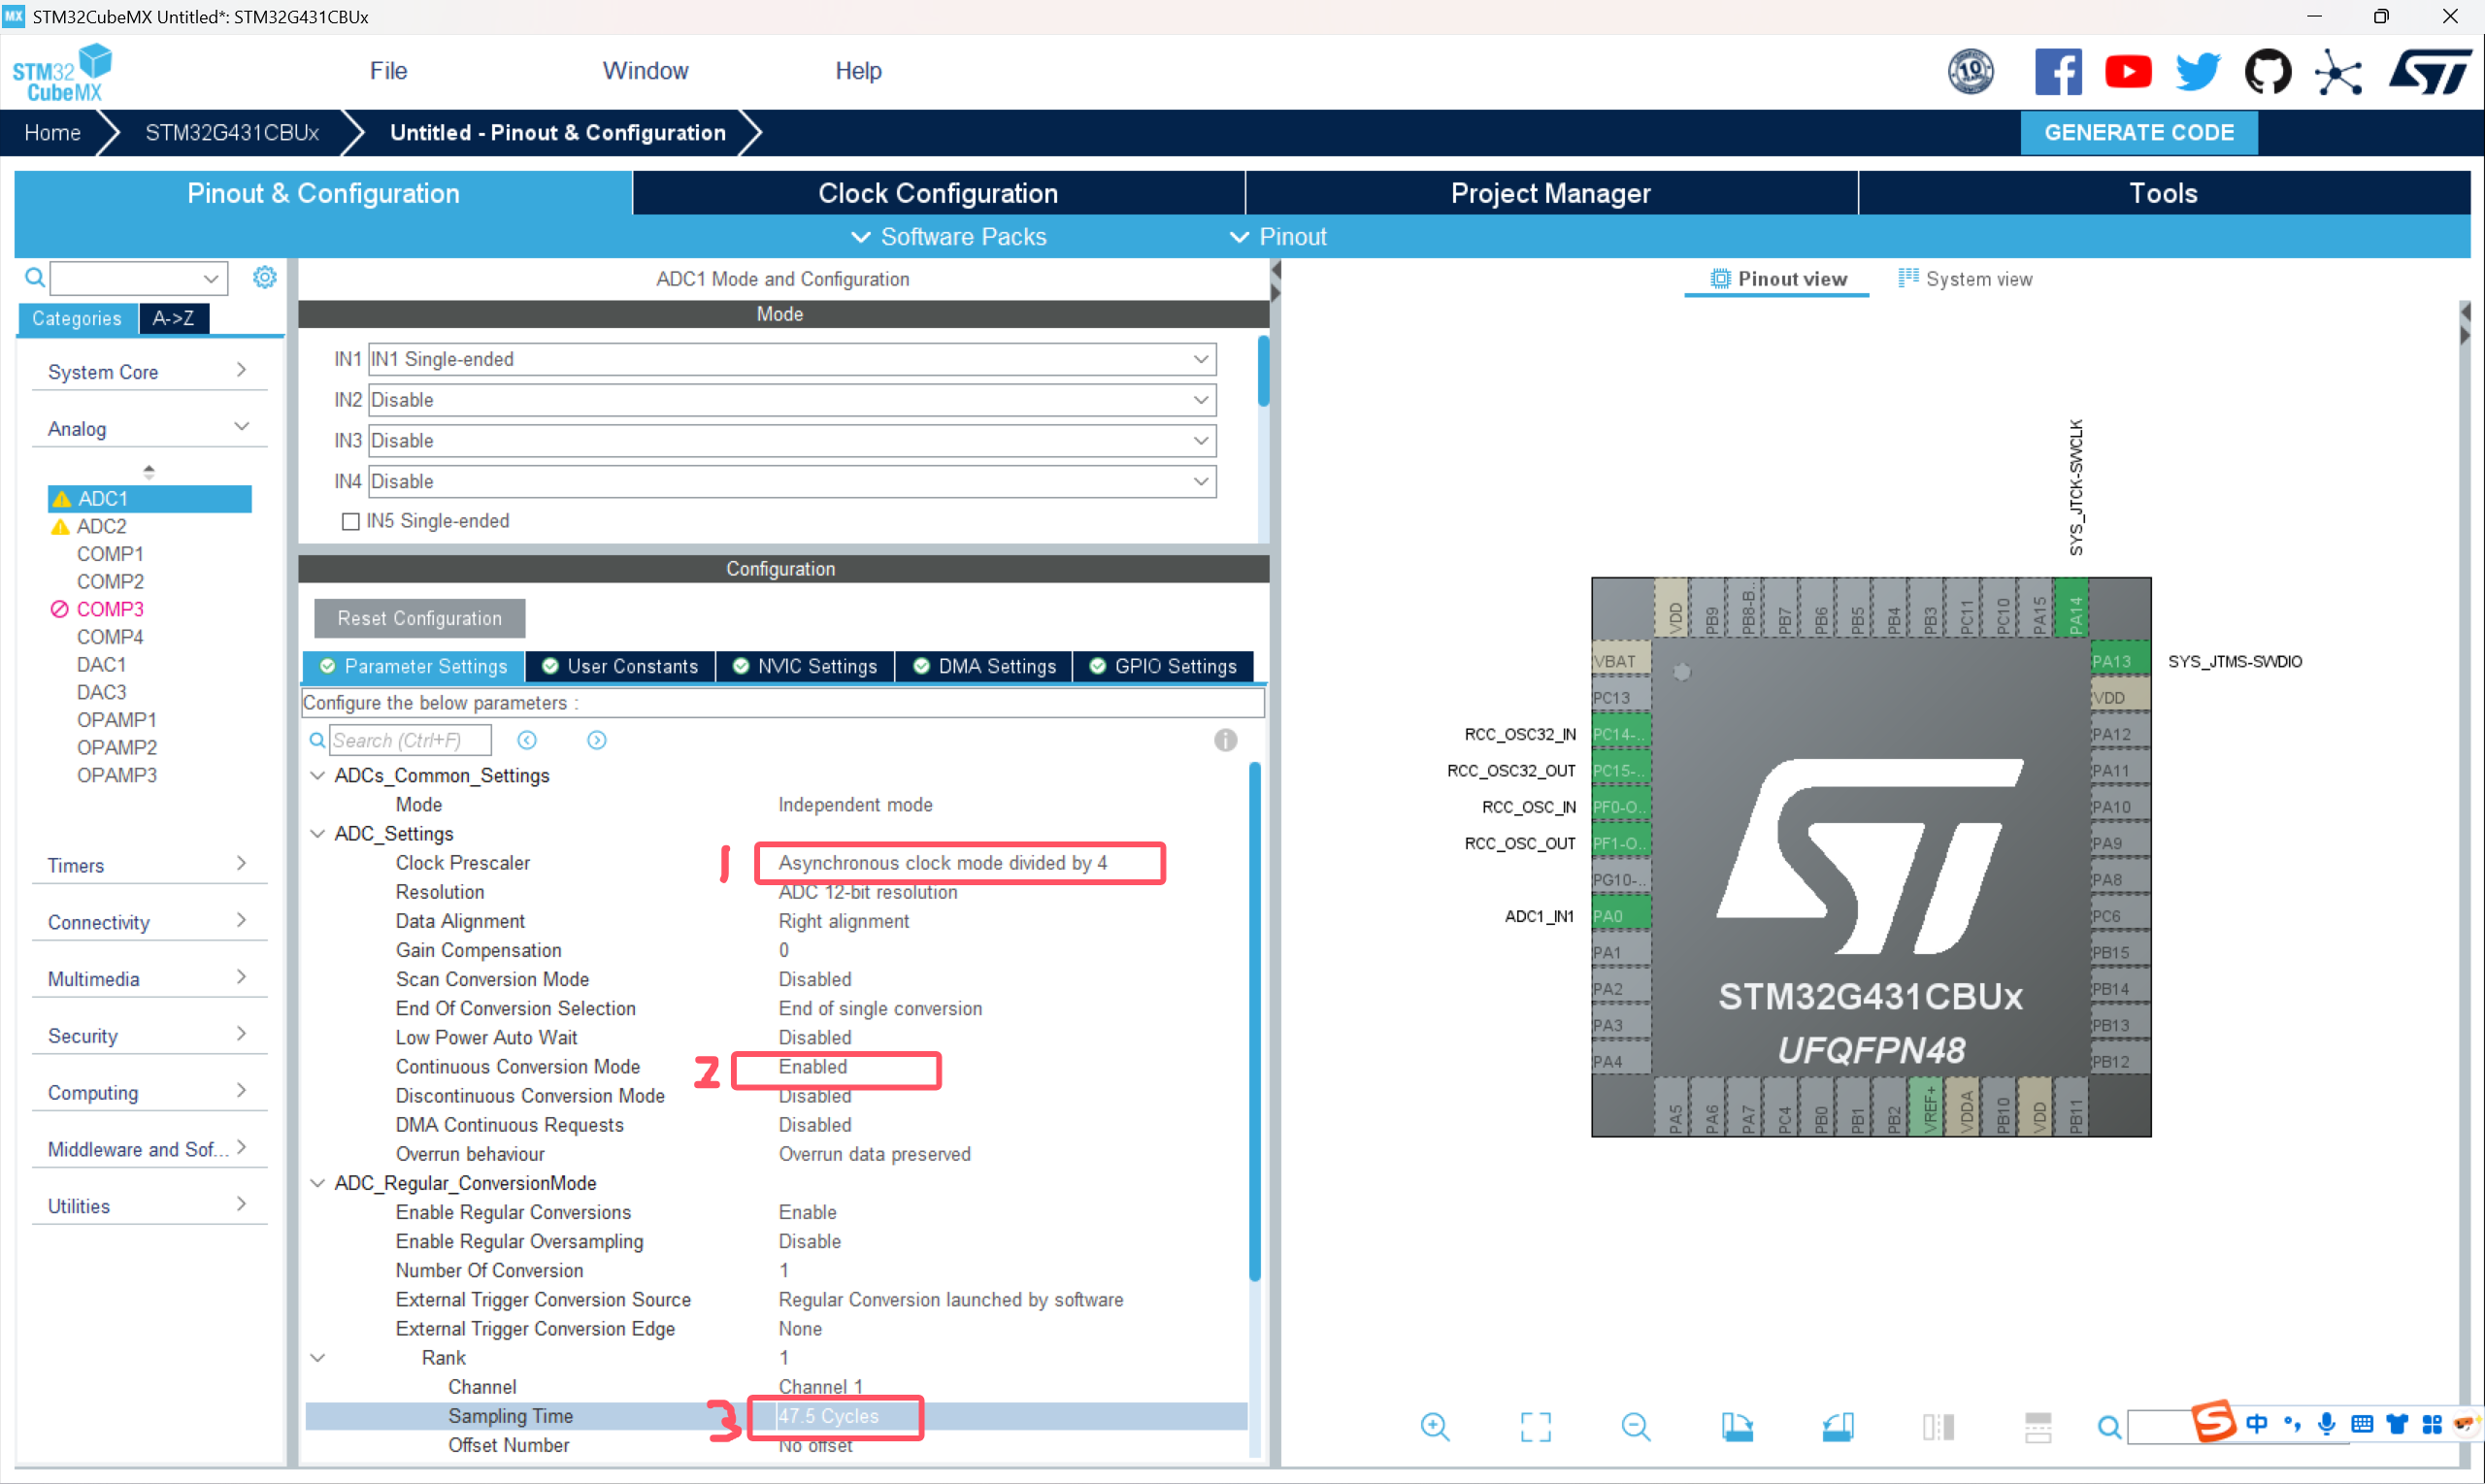 MX STM32CubeMX Untitled*: STM32G431CBUx
STM32
CubeMX
File Window Help
10
ST
Home STM32G431CBUx Untitled - Pinout & Configuration GENERATE CODE
Pinout & Configuration Clock Configuration Project Manager Tools
Software Packs Pinout
Categories A->Z
System Core
Analog
ADC1
ADC2
COMP1
COMP2
COMP3
COMP4
DAC1
DAC3
OPAMP1
OPAMP2
OPAMP3
Timers
Connectivity
Multimedia
Security
Computing
Middleware and Sof...
Utilities
ADC1 Mode and Configuration
Mode
IN1 IN1 Single-ended
IN2 Disable
IN3 Disable
IN4 Disable
IN5 Single-ended
Configuration
Reset Configuration
Parameter Settings User Constants NVIC Settings DMA Settings GPIO Settings
Configure the below parameters :
Search (Ctrl+F)
ADCs_Common_Settings
Mode Independent mode
ADC_Settings
Clock Prescaler 1 Asynchronous clock mode divided by 4
Resolution ADC 12-bit resolution
Data Alignment Right alignment
Gain Compensation 0
Scan Conversion Mode Disabled
End Of Conversion Selection End of single conversion
Low Power Auto Wait Disabled
Continuous Conversion Mode 2 Enabled
Discontinuous Conversion Mode Disabled
DMA Continuous Requests Disabled
Overrun behaviour Overrun data preserved
ADC_Regular_ConversionMode
Enable Regular Conversions Enable
Enable Regular Oversampling Disable
Number Of Conversion 1
External Trigger Conversion Source Regular Conversion launched by software
External Trigger Conversion Edge None
Rank 1
Channel Channel 1
Sampling Time 3 47.5 Cycles
Offset Number No offset
Pinout view System view
SYS_JTCK-SWCLK
VDD PB9 PB8-B.. PB7 PB6 PB5 PB4 PB3 PC11 PC10 PA15 PA14
VBAT PA13 SYS_JTMS-SWDIO
PC13 VDD
RCC_OSC32_IN PC14-.. PA12
RCC_OSC32_OUT PC15-.. PA11
RCC_OSC_IN PF0-O.. PA10
RCC_OSC_OUT PF1-O.. PA9
PG10-.. PA8
ADC1_IN1 PA0 PC6
PA1 PB15
PA2 PB14
PA3 PB13
PA4 PB12
ST
STM32G431CBUx
UFQFPN48
PA5 PA6 PA7 PC4 PB0 PB1 PB2 VREF+ VDDA PB10 VDD PB11
S 中